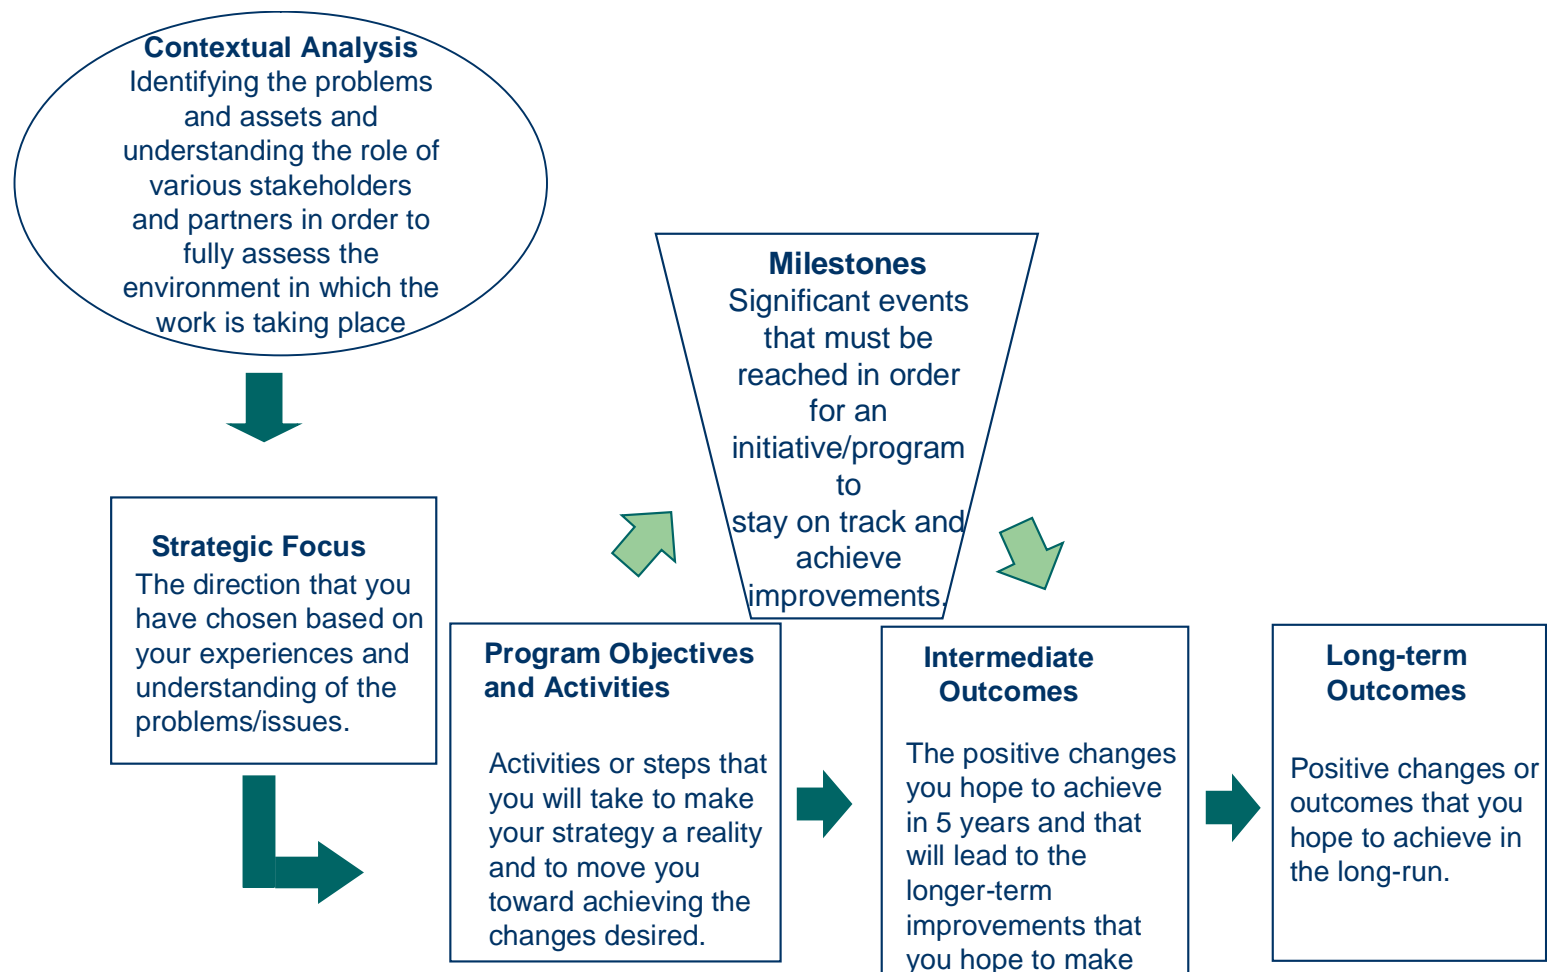 Contextual Analysis
Identifying the problems
and assets and
understanding the role of
various stakeholders
and partners in order to
fully assess the
environment in which the
work is taking place
Milestones
Significant events
that must be
reached in order
for an
initiative/program
to
stay on track and
achieve
improvements.
Strategic Focus
The direction that you
have chosen based on
your experiences and
understanding of the
problems/issues.
Program Objectives
and Activities
Activities or steps that
you will take to make
your strategy a reality
and to move you
toward achieving the
changes desired.
Intermediate
Outcomes
The positive changes
you hope to achieve
in 5 years and that
will lead to the
longer-term
improvements that
you hope to make
Long-term
Outcomes
Positive changes or
outcomes that you
hope to achieve in
the long-run.